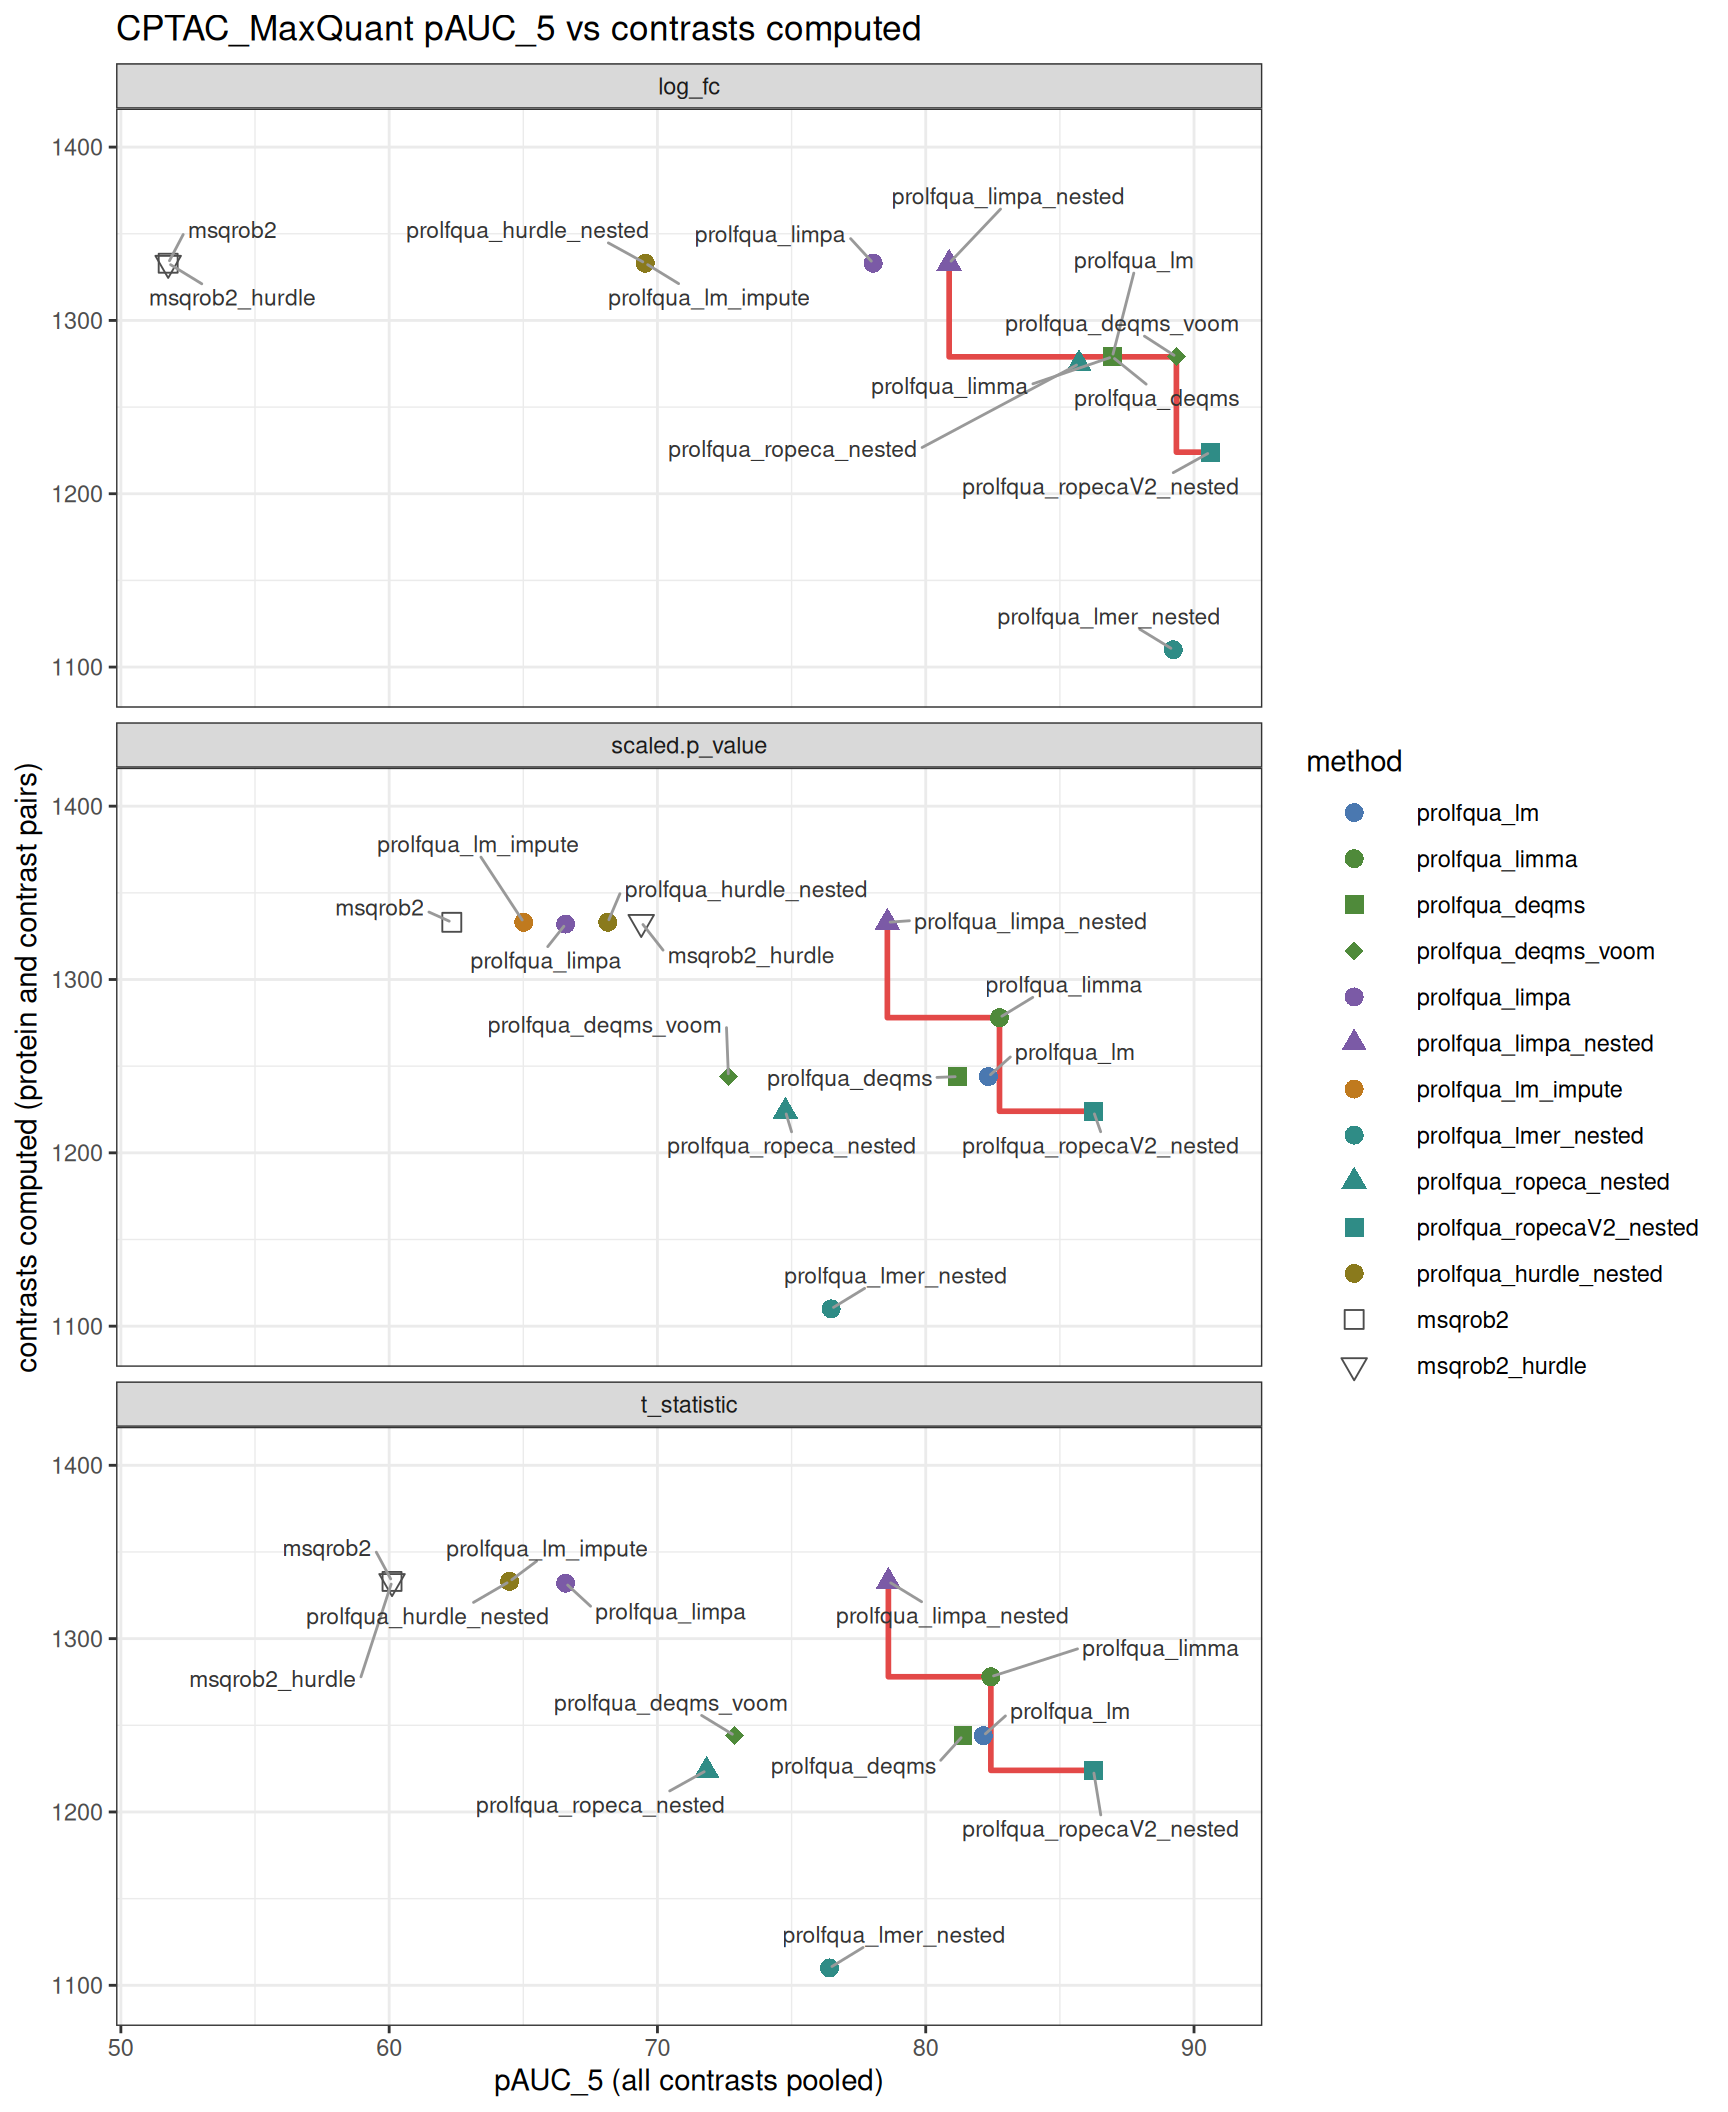 CPTAC_MaxQuant pAUC_5 vs contrasts computed
log_fc
1400
1300
1200
1100
prolfqua_limpa_nested
msqrob2
prolfqua_hurdle_nested
prolfqua_limpa
prolfqua_lm
msqrob2_hurdle
prolfqua_lm_impute
prolfqua_deqms_voom
prolfqua_limma
prolfqua_deqms
prolfqua_ropeca_nested
prolfqua_ropecaV2_nested
prolfqua_lmer_nested
scaled.p_value
1400
1300
1200
1100
prolfqua_lm_impute
prolfqua_hurdle_nested
msqrob2
prolfqua_limpa_nested
msqrob2_hurdle
prolfqua_limpa
prolfqua_limma
prolfqua_deqms_voom
prolfqua_lm
prolfqua_deqms
prolfqua_ropeca_nested
prolfqua_ropecaV2_nested
prolfqua_lmer_nested
t_statistic
1400
1300
1200
1100
msqrob2
prolfqua_lm_impute
prolfqua_limpa
prolfqua_hurdle_nested
prolfqua_limpa_nested
prolfqua_limma
msqrob2_hurdle
prolfqua_deqms_voom
prolfqua_lm
prolfqua_deqms
prolfqua_ropeca_nested
prolfqua_ropecaV2_nested
prolfqua_lmer_nested
50
60
70
80
90
pAUC_5 (all contrasts pooled)
contrasts computed (protein and contrast pairs)
method
prolfqua_lm
prolfqua_limma
prolfqua_deqms
prolfqua_deqms_voom
prolfqua_limpa
prolfqua_limpa_nested
prolfqua_lm_impute
prolfqua_lmer_nested
prolfqua_ropeca_nested
prolfqua_ropecaV2_nested
prolfqua_hurdle_nested
msqrob2
msqrob2_hurdle